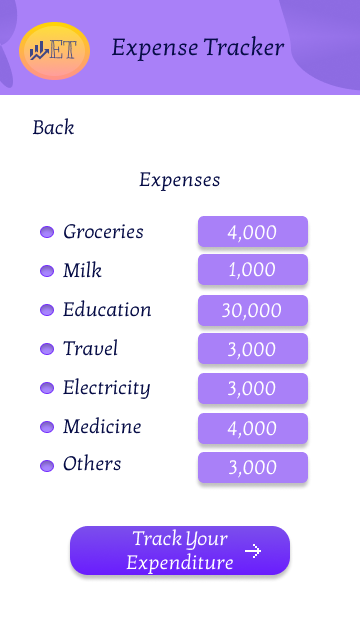 ET
Expense Tracker
Back
Expenses
Groceries 4,000
Milk 1,000
Education 30,000
Travel 3,000
Electricity 3,000
Medicine 4,000
Others 3,000
Track Your
Expenditure